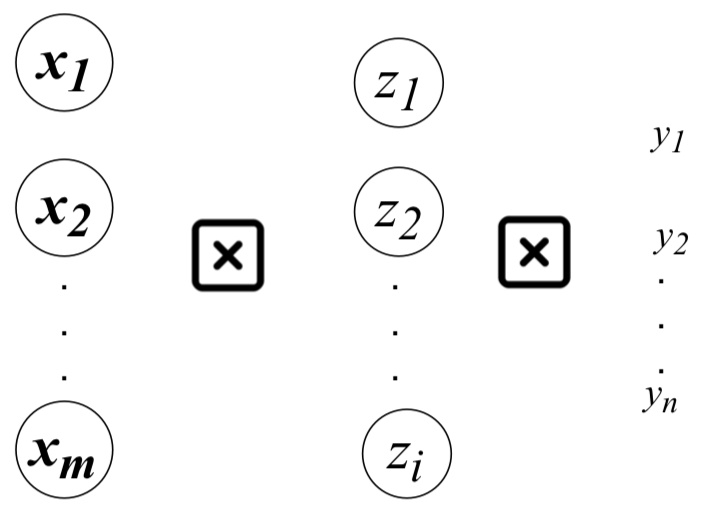 x1
x2
.
.
.
xm
z1
z2
.
.
.
zi
y1
y2
.
.
.
yn